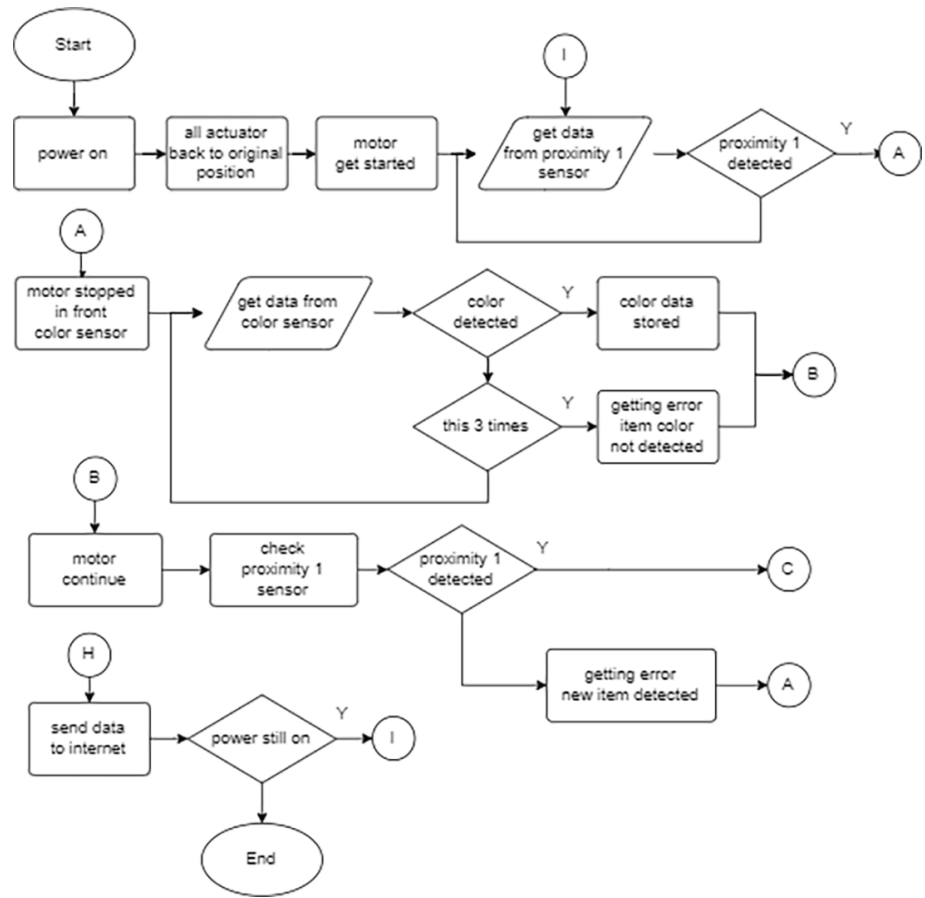 Start
I
power on
all actuator
back to original
position
motor
get started
get data
from proximity 1
sensor
proximity 1
detected
Y
A
A
motor stopped
in front
color sensor
get data from
color sensor
color
detected
Y
color data
stored
B
this 3 times
Y
getting error
item color
not detected
B
motor
continue
check
proximity 1
sensor
proximity 1
detected
Y
C
H
getting error
new item detected
A
send data
to internet
power still on
Y
I
End